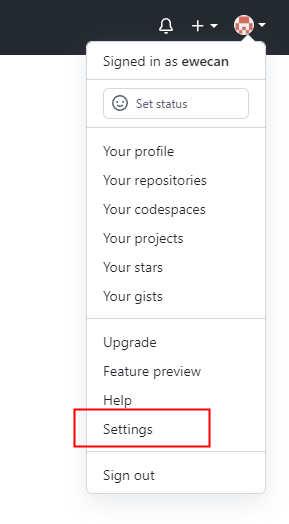 Signed in as ewecan
Set status
Your profile
Your repositories
Your codespaces
Your projects
Your stars
Your gists
Upgrade
Feature preview
Help
Settings
Sign out